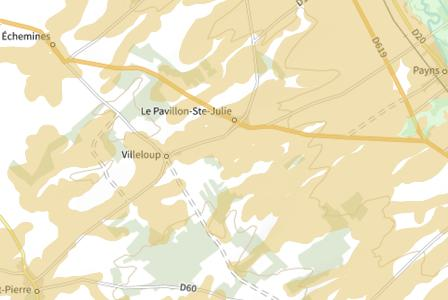 Échemines
D619
D20
Payns
Le Pavillon-Ste-Julie
Villeloup
t-Pierre
D60